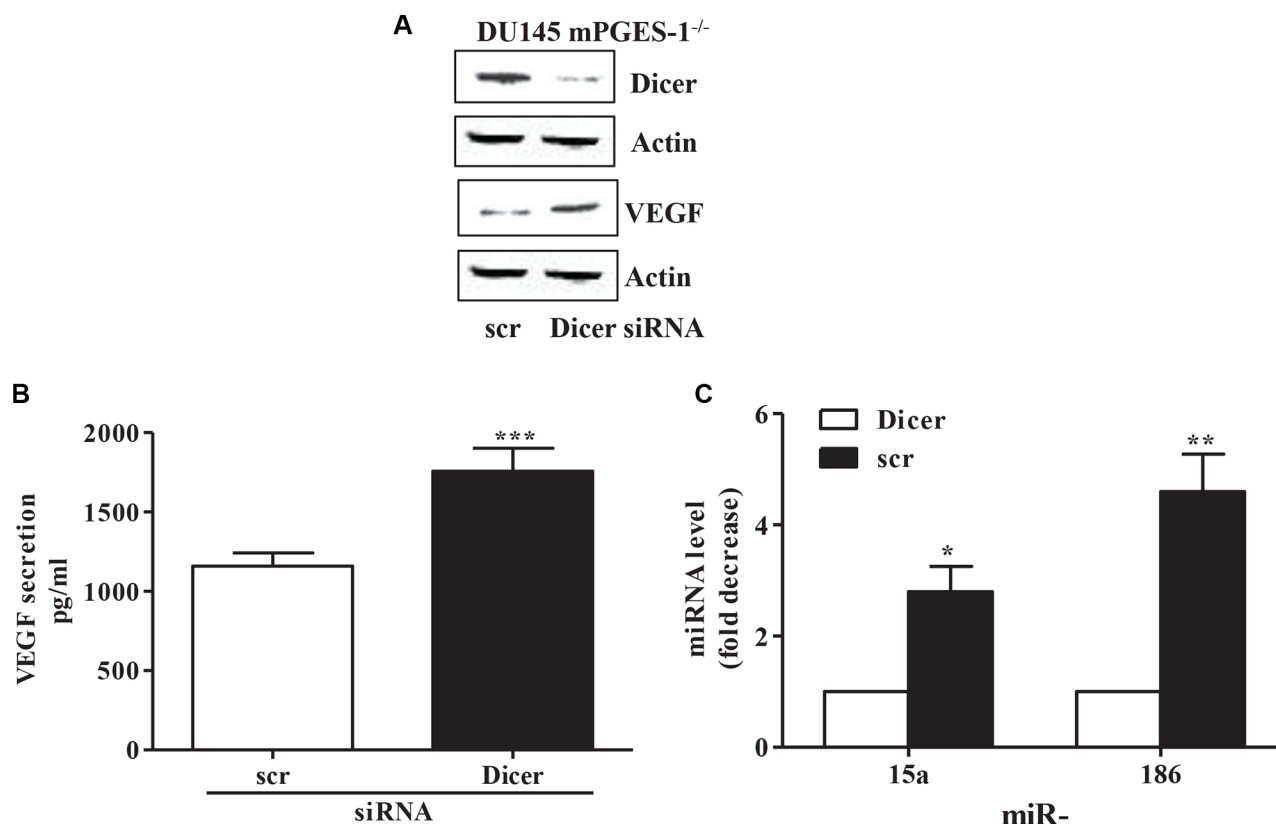 A
DU145 mPGES-1-/-
Dicer
Actin
VEGF
Actin
scr Dicer siRNA
B
VEGF secretion
pg/ml
2000
1500
1000
500
0
***
scr Dicer
siRNA
C
miRNA level
(fold decrease)
6
4
2
0
Dicer
scr
*
**
15a 186
miR-